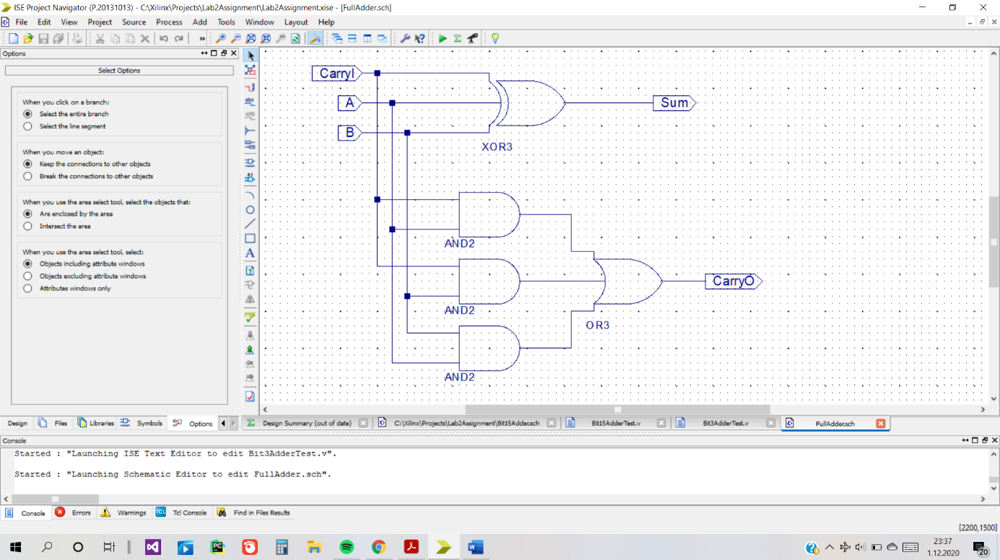 ISE Project Navigator (P.20131013) - C:\Xilinx\Projects\Lab2Assignment\Lab2Assignment.xise - [FullAdder.sch]
File Edit View Project Source Process Add Tools Window Layout Help
Options
Select Options
When you click on a branch:
Select the entire branch
Select the line segment
When you move an object:
Keep the connections to other objects
Break the connections to other objects
When you use the area select tool, select the objects that:
Are enclosed by the area
Intersect the area
When you use the area select tool, select:
Objects including attribute windows
Objects excluding attribute windows
Attributes windows only
CarryI
A
B
XOR3
Sum
AND2
AND2
AND2
OR3
CarryO
Design Files Libraries Symbols Options
Design Summary (out of date) C:\Xilinx\Projects\Lab2Assignment\Bit15Adder.sch Bit15AdderTest.v Bit3AdderTest.v FullAdder.sch
Console
Started : "Launching ISE Text Editor to edit Bit3AdderTest.v".
Started : "Launching Schematic Editor to edit FullAdder.sch".
Console Errors Warnings Tcl Console Find in Files Results
[2200,1500]
23:37
1.12.2020
20